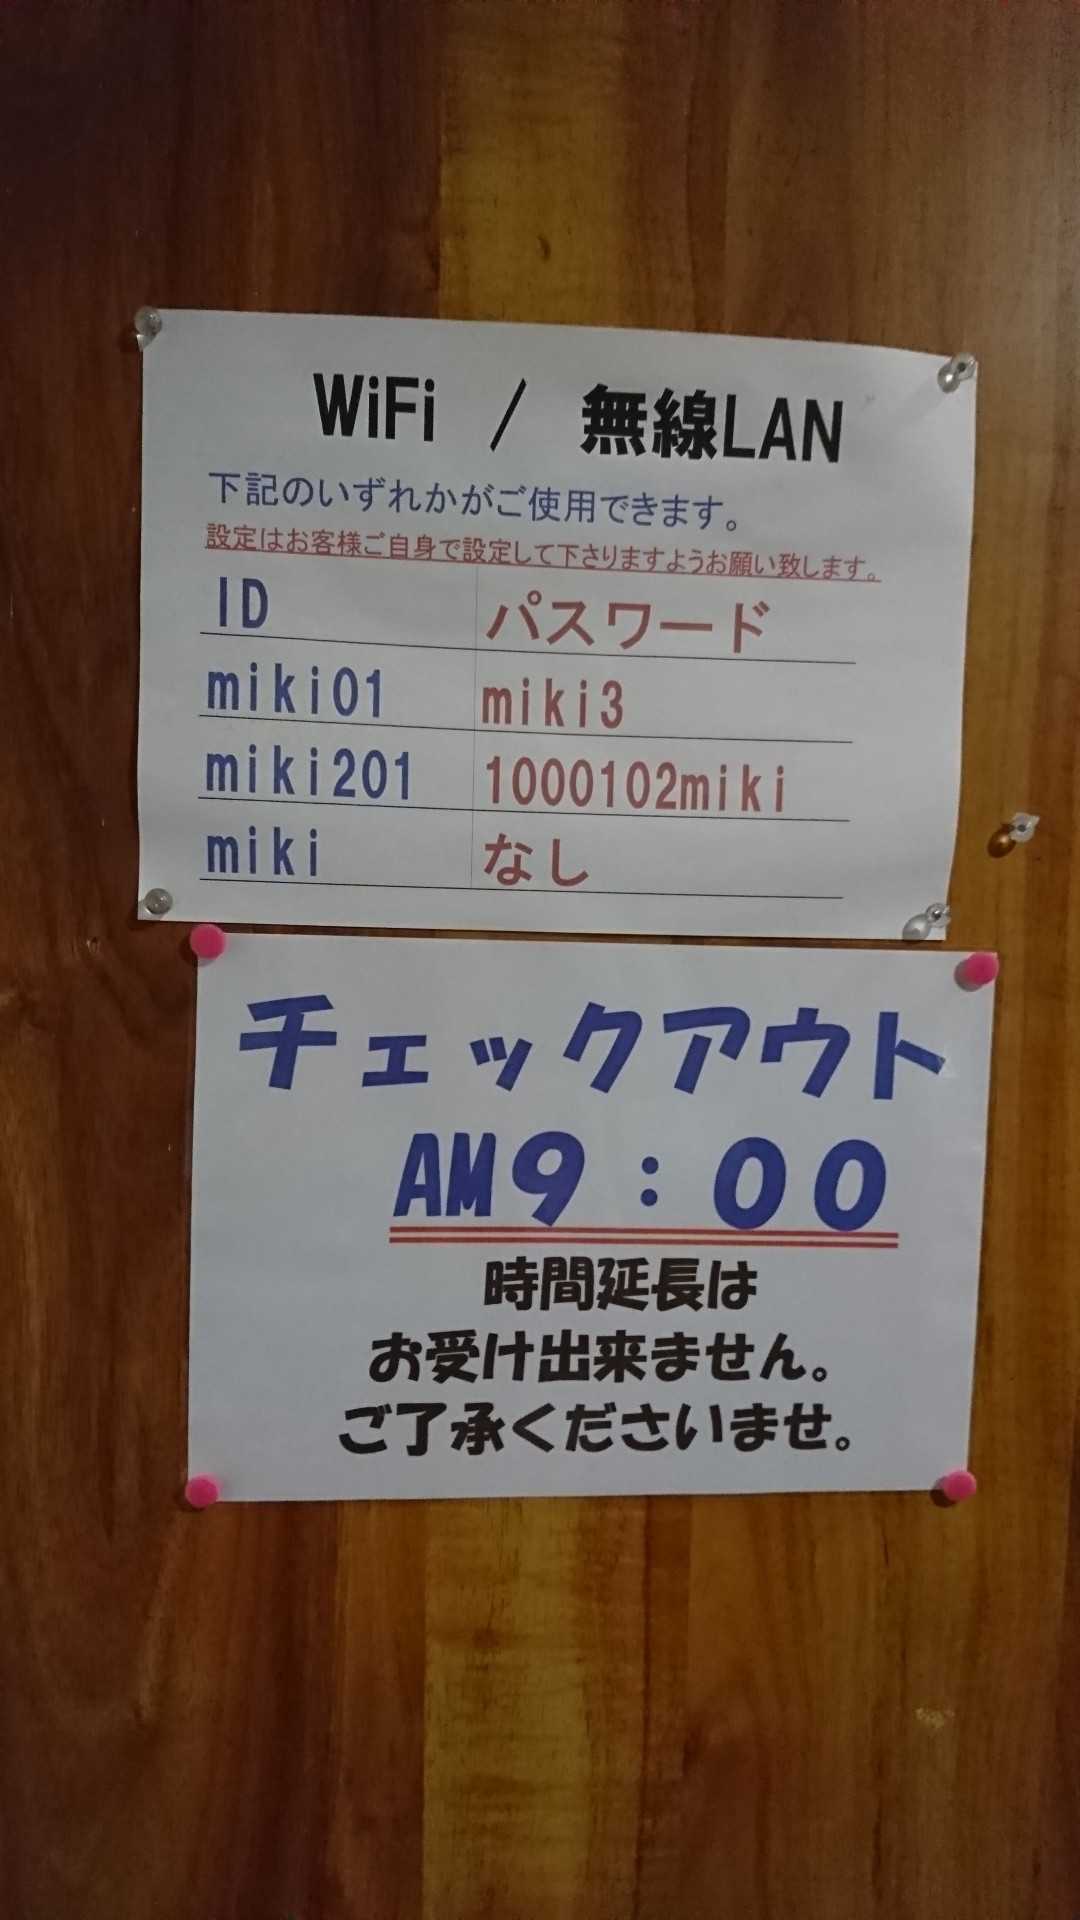 WiFi / 無線LAN
下記のいずれかがご使用できます。
設定はお客様ご自身で設定して下さりますようお願い致します。
ID パスワード
miki01 miki3
miki201 1000102miki
miki なし
チェックアウト
AM9:00
時間延長は
お受け出来ません。
ご了承くださいませ。